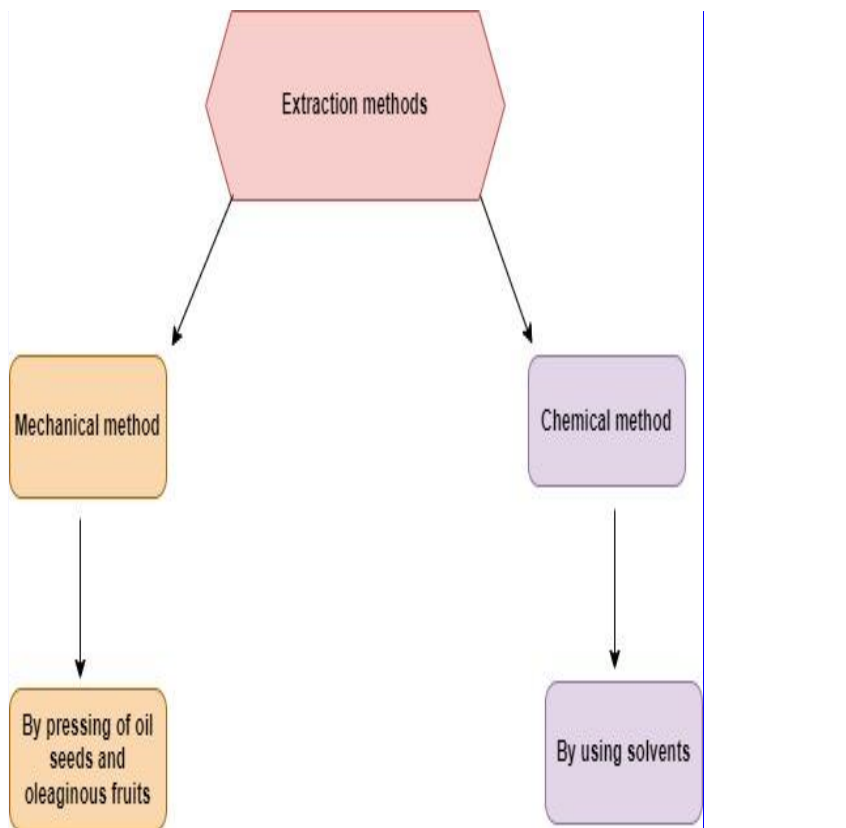 Extraction methods
Mechanical method
Chemical method
By pressing of oil
seeds and
oleaginous fruits
By using solvents